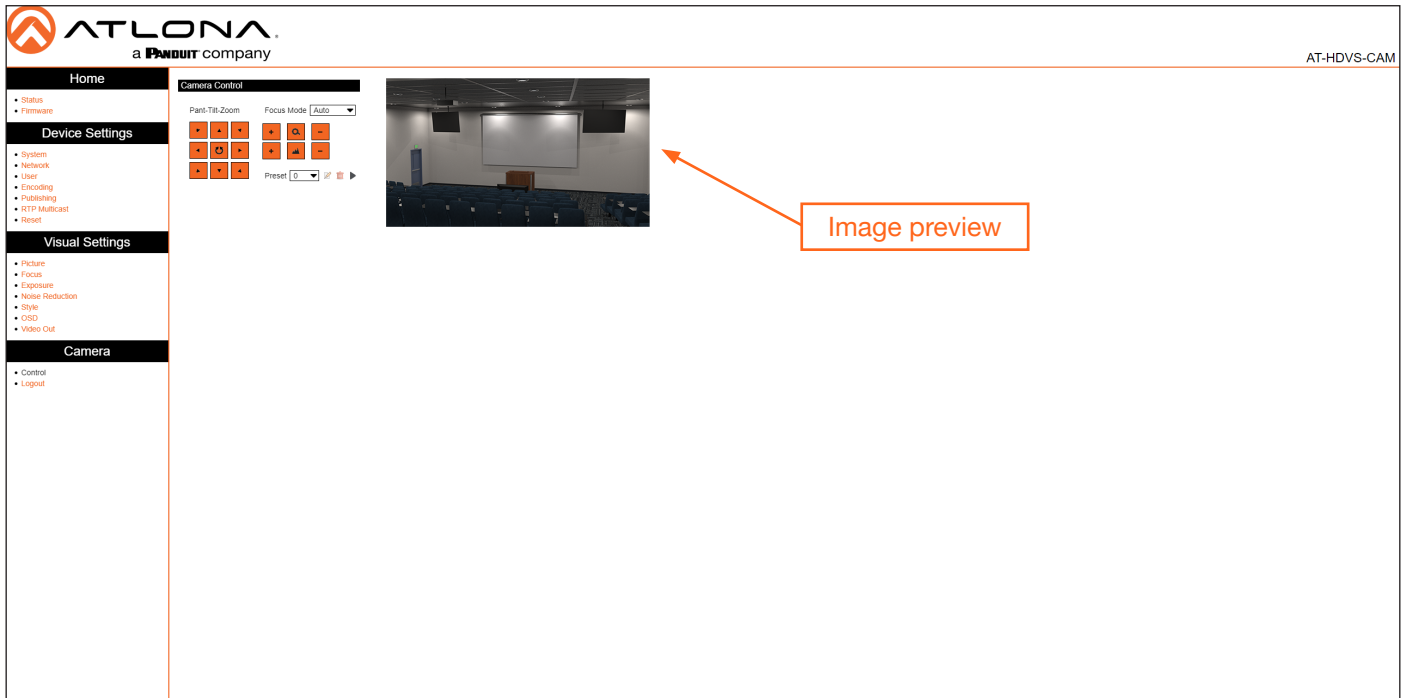 ATLONA.
a PANDUIT company
AT-HDVS-CAM
Home
• Status
• Firmware
Device Settings
• System
• Network
• User
• Encoding
• Publishing
• RTP Multicast
• Reset
Visual Settings
• Picture
• Focus
• Exposure
• Noise Reduction
• Style
• OSD
• Video Out
Camera
• Control
• Logout
Camera Control
Pant-Tilt-Zoom Focus Mode Auto
+ -
+ -
Preset 0
Image preview